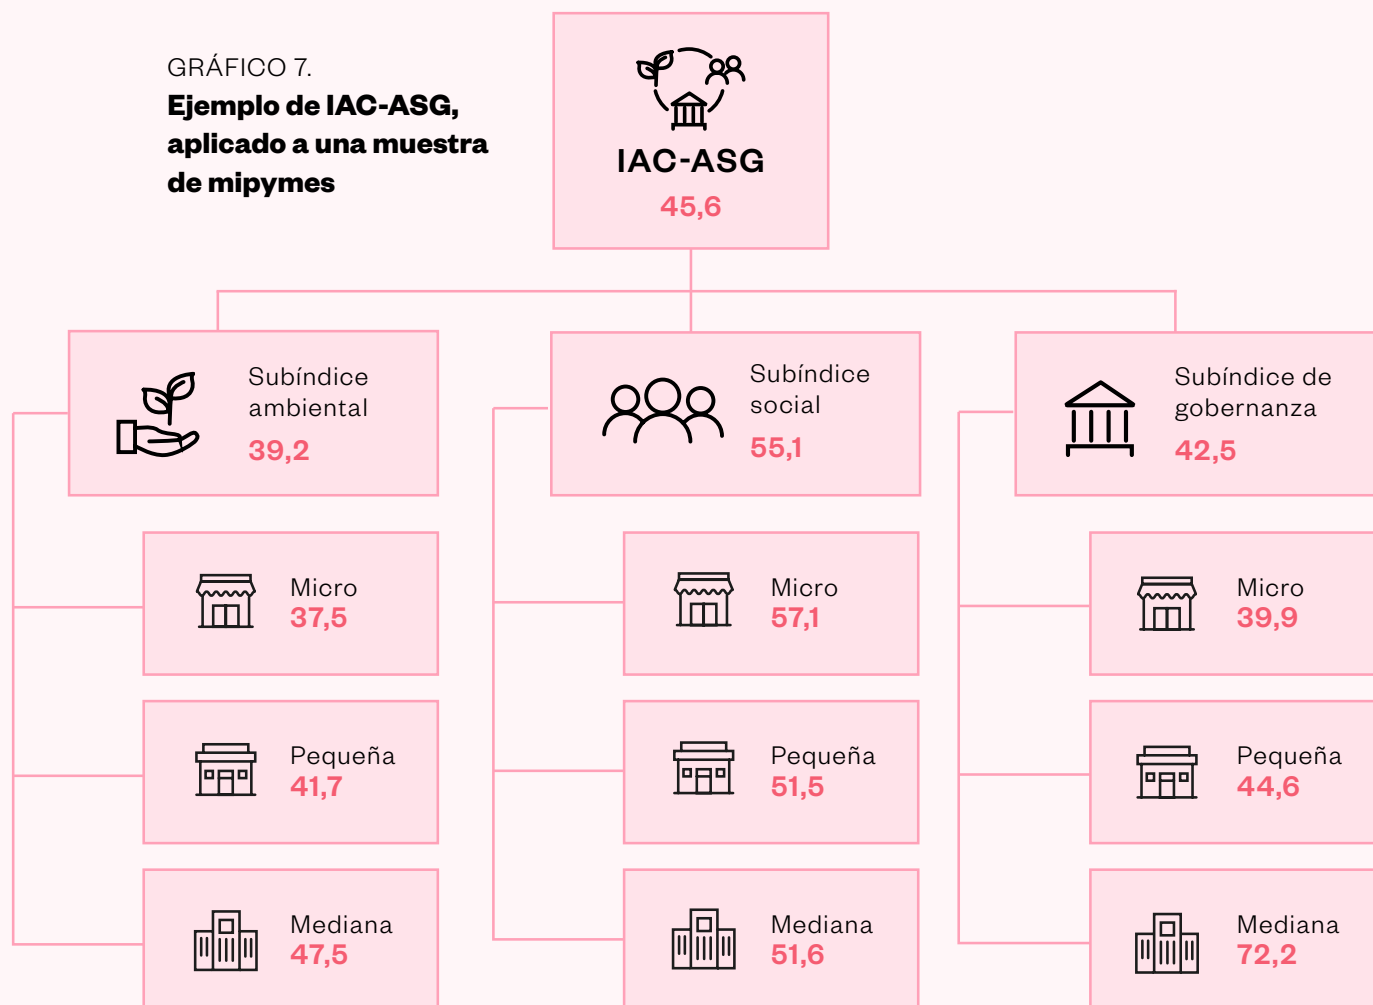 GRÁFICO 7.
Ejemplo de IAC-ASG,
aplicado a una muestra
de mipymes
IAC-ASG
45,6
Subíndice
ambiental
39,2
Micro
37,5
Pequeña
41,7
Mediana
47,5
Subíndice
social
55,1
Micro
57,1
Pequeña
51,5
Mediana
51,6
Subíndice de
gobernanza
42,5
Micro
39,9
Pequeña
44,6
Mediana
72,2